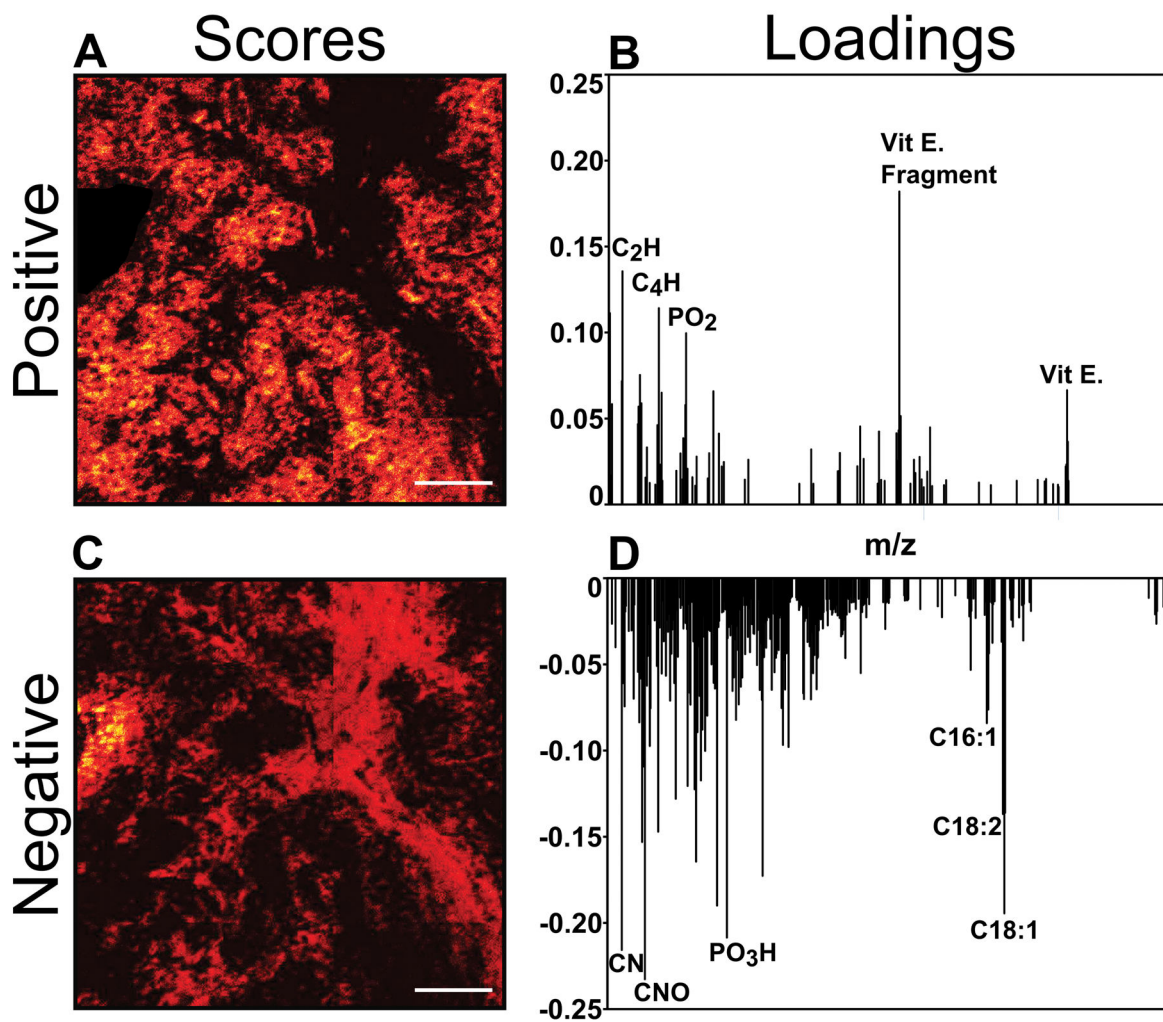 Scores
Loadings
A
B
Positive
0.25
0.20
0.15
0.10
0.05
0
Vit E.
Fragment
C₂H
C₄H
PO₂
Vit E.
m/z
C
D
Negative
0
-0.05
-0.10
-0.15
-0.20
-0.25
C16:1
C18:2
C18:1
PO₃H
CN
CNO